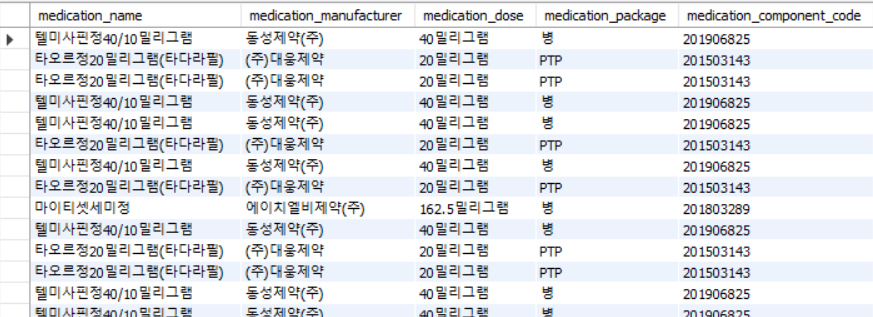 medication_name medication_manufacturer medication_dose medication_package medication_component_code
텔미사핀정40/10밀리그램 동성제약(주) 40밀리그램 병 201906825
타오르정20밀리그램(타다라필) (주)대웅제약 20밀리그램 PTP 201503143
타오르정20밀리그램(타다라필) (주)대웅제약 20밀리그램 PTP 201503143
텔미사핀정40/10밀리그램 동성제약(주) 40밀리그램 병 201906825
텔미사핀정40/10밀리그램 동성제약(주) 40밀리그램 병 201906825
타오르정20밀리그램(타다라필) (주)대웅제약 20밀리그램 PTP 201503143
텔미사핀정40/10밀리그램 동성제약(주) 40밀리그램 병 201906825
타오르정20밀리그램(타다라필) (주)대웅제약 20밀리그램 PTP 201503143
마이티셋세미정 에이치엘비제약(주) 162.5밀리그램 병 201803289
텔미사핀정40/10밀리그램 동성제약(주) 40밀리그램 병 201906825
타오르정20밀리그램(타다라필) (주)대웅제약 20밀리그램 PTP 201503143
타오르정20밀리그램(타다라필) (주)대웅제약 20밀리그램 PTP 201503143
텔미사핀정40/10밀리그램 동성제약(주) 40밀리그램 병 201906825
텔미사핀정40/10밀리그램 동성제약(주) 40밀리그램 병 201906825